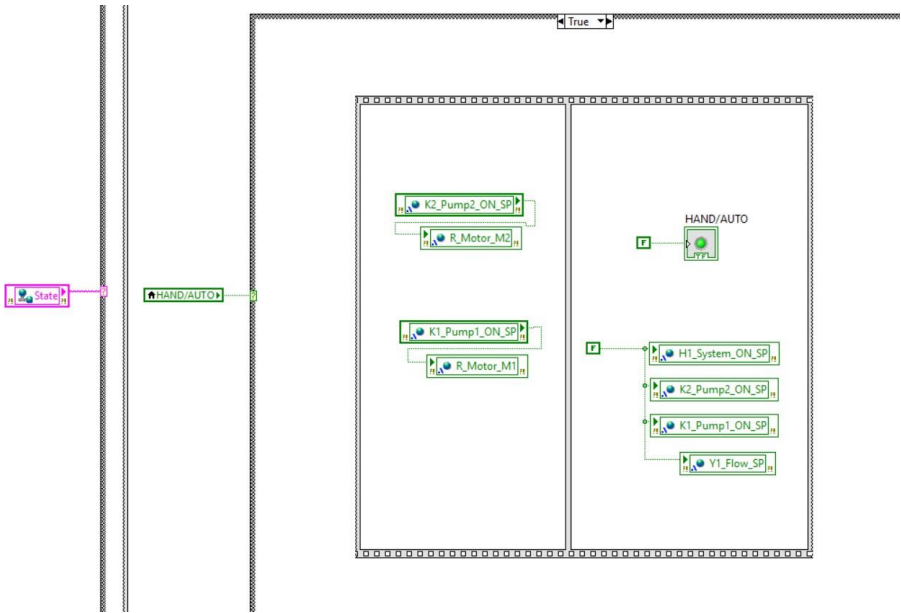 True
K2_Pump2_ON_SP
R_Motor_M2
HAND/AUTO
F
State
HAND/AUTO
K1_Pump1_ON_SP
R_Motor_M1
F
H1_System_ON_SP
K2_Pump2_ON_SP
K1_Pump1_ON_SP
Y1_Flow_SP